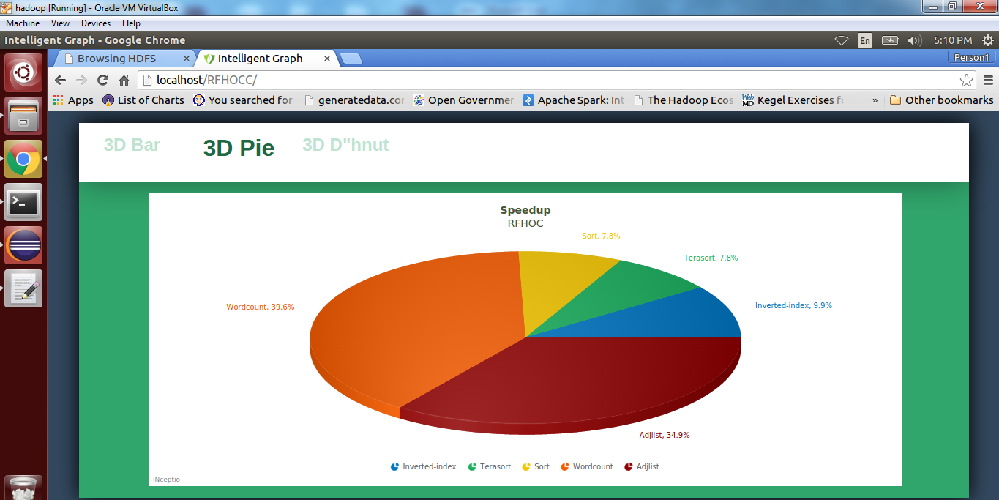 hadoop [Running] - Oracle VM VirtualBox
Machine View Devices Help
Intelligent Graph - Google Chrome
En
5:10 PM
Browsing HDFS
Intelligent Graph
Person1
localhost/RFHOCC/
Apps
List of Charts
You searched for
generatedata.co
Open Governmer
Apache Spark: Int
The Hadoop Ecos
Web MD
Kegel Exercises f
»
Other bookmarks
3D Bar
3D Pie
3D D"hnut
Speedup
RFHOC
Sort, 7.8%
Terasort, 7.8%
Wordcount, 39.6%
Inverted-index, 9.9%
Adjlist, 34.9%
Inverted-index Terasort Sort Wordcount Adjlist
iNceptio